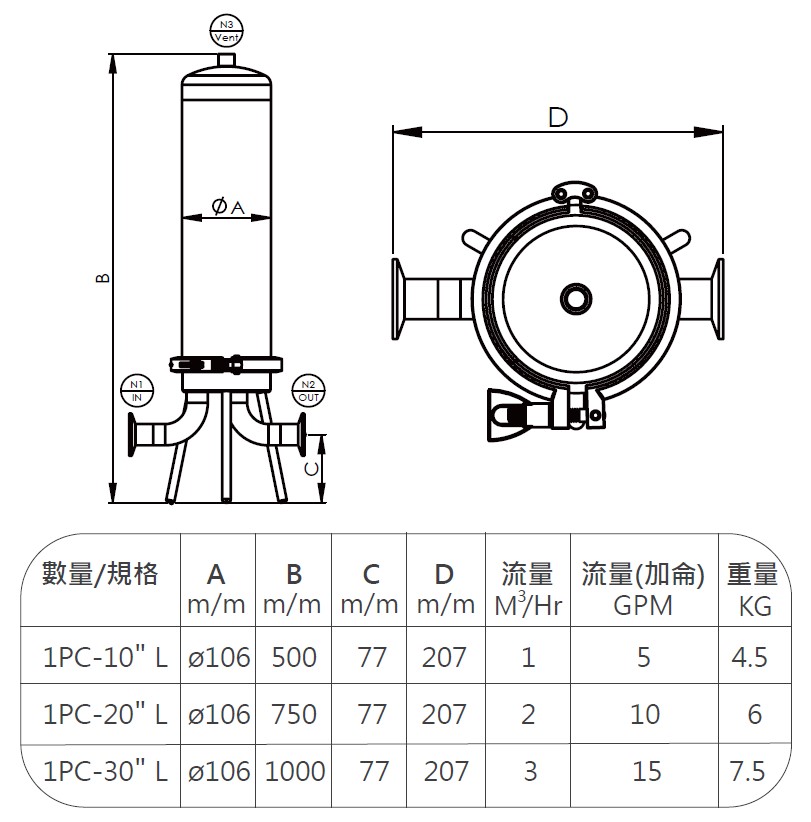 N3
Vent
D
ØA
B
N1
IN
N2
OUT
C
數量/規格 A B C D 流量 流量(加侖) 重量
m/m m/m m/m m/m M³/Hr GPM KG
1PC-10" L ø106 500 77 207 1 5 4.5
1PC-20" L ø106 750 77 207 2 10 6
1PC-30" L ø106 1000 77 207 3 15 7.5